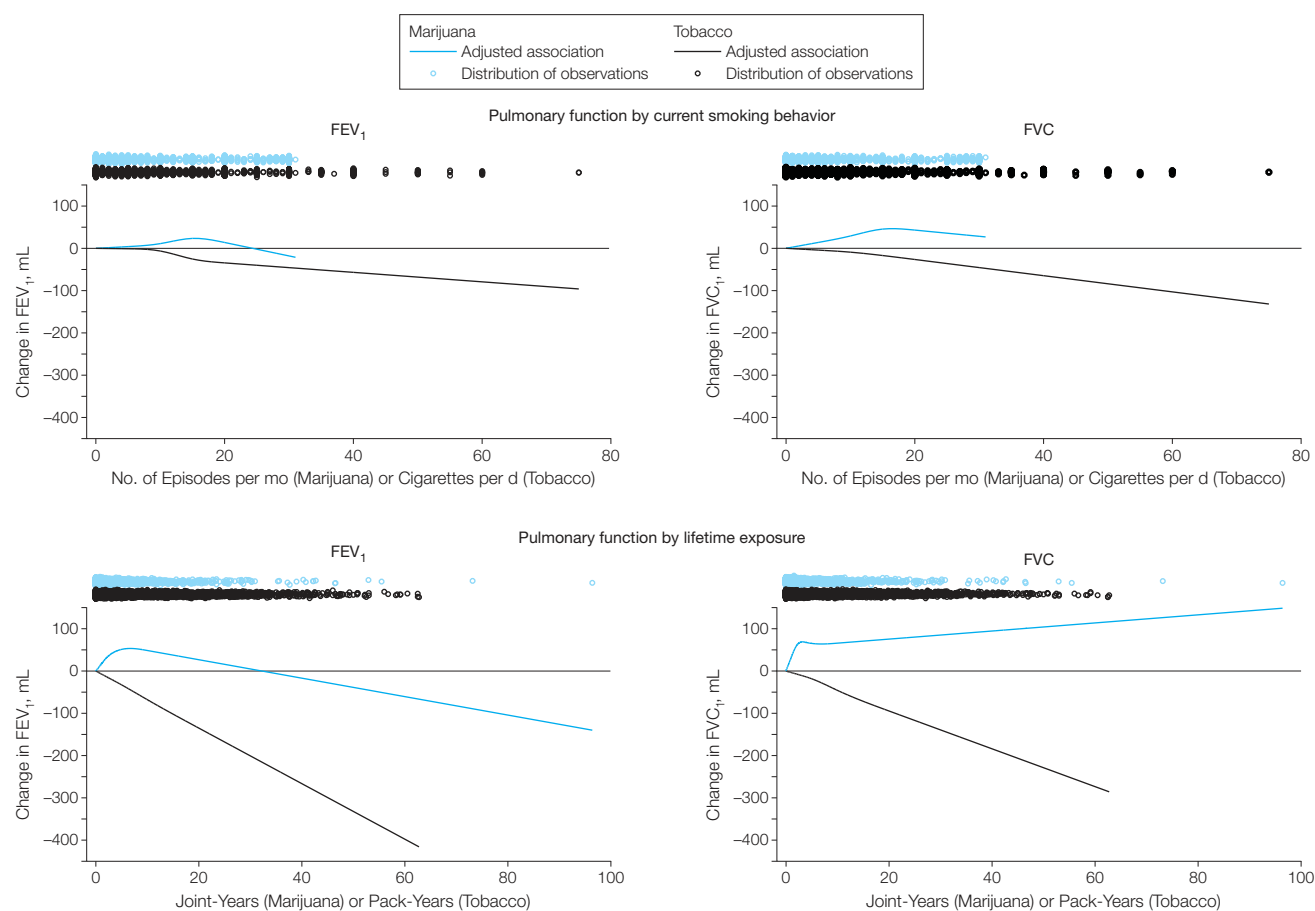 Marijuana Tobacco
Adjusted association Adjusted association
Distribution of observations Distribution of observations
Pulmonary function by current smoking behavior
FEV1
100
0
–100
–200
–300
–400
Change in FEV1, mL
0 20 40 60 80
No. of Episodes per mo (Marijuana) or Cigarettes per d (Tobacco)
FVC
100
0
–100
–200
–300
–400
Change in FVC1, mL
0 20 40 60 80
No. of Episodes per mo (Marijuana) or Cigarettes per d (Tobacco)
Pulmonary function by lifetime exposure
FEV1
100
0
–100
–200
–300
–400
Change in FEV1, mL
0 20 40 60 80 100
Joint-Years (Marijuana) or Pack-Years (Tobacco)
FVC
100
0
–100
–200
–300
–400
Change in FVC1, mL
0 20 40 60 80 100
Joint-Years (Marijuana) or Pack-Years (Tobacco)